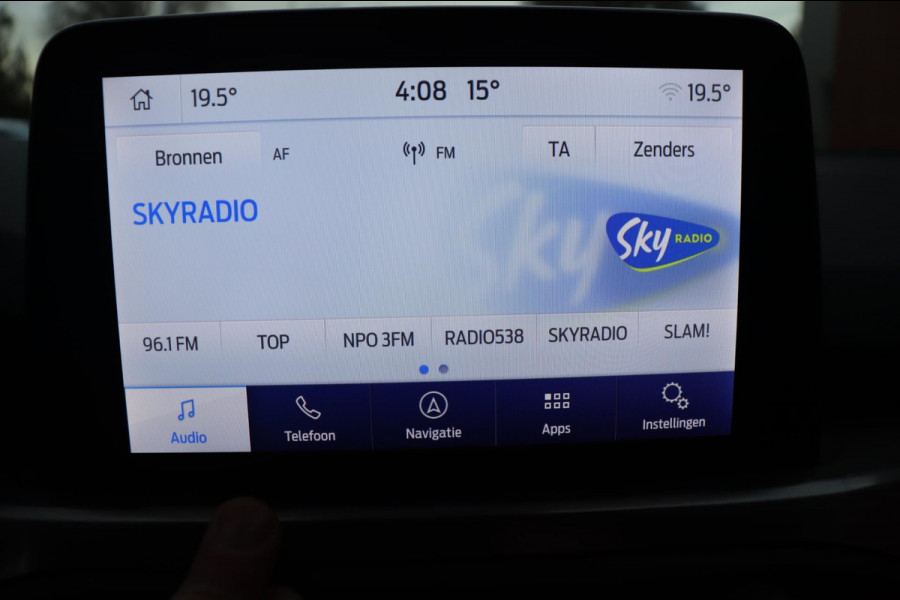 19.5° 4:08 15° 19.5°
Bronnen AF FM TA Zenders
SKYRADIO
Sky
Sky RADIO
96.1 FM TOP NPO 3FM RADIO538 SKYRADIO SLAM!
Audio Telefoon Navigatie Apps Instellingen